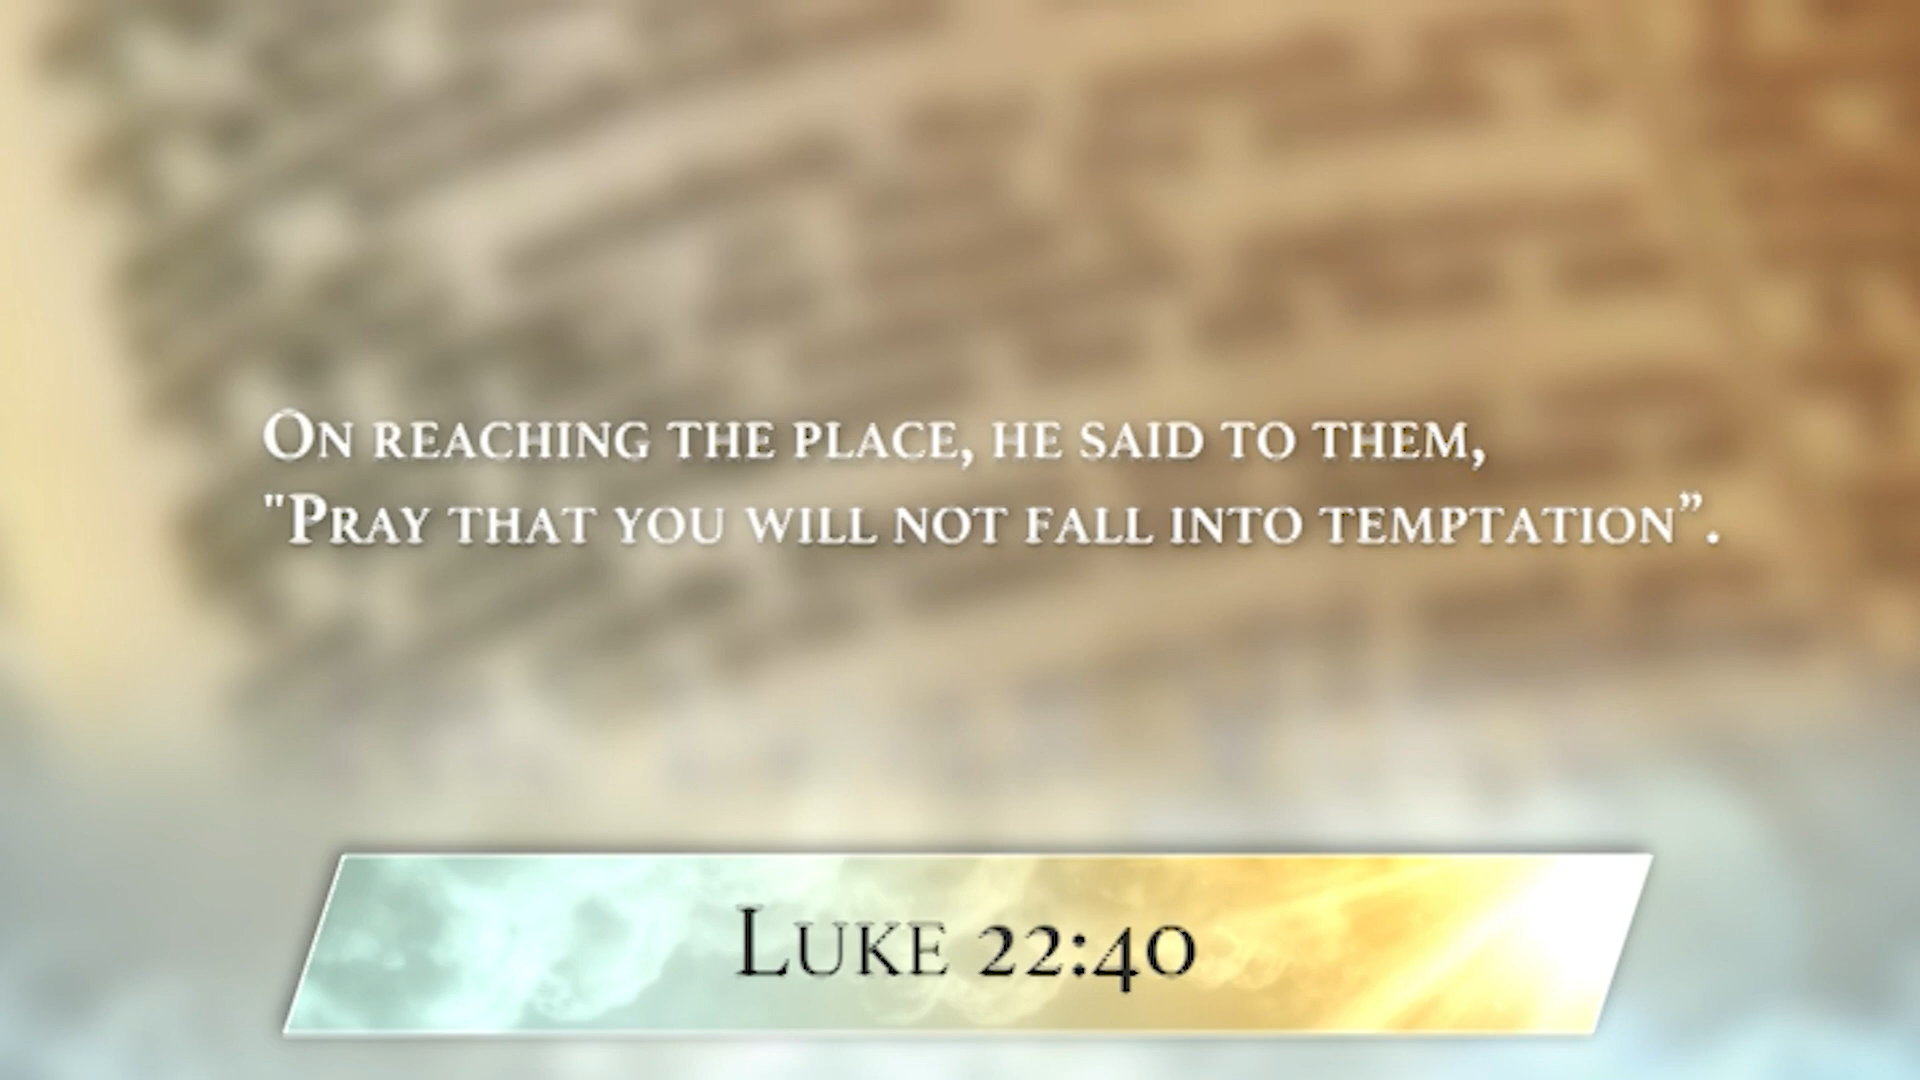 On reaching the place, he said to them,
"Pray that you will not fall into temptation”.
Luke 22:40